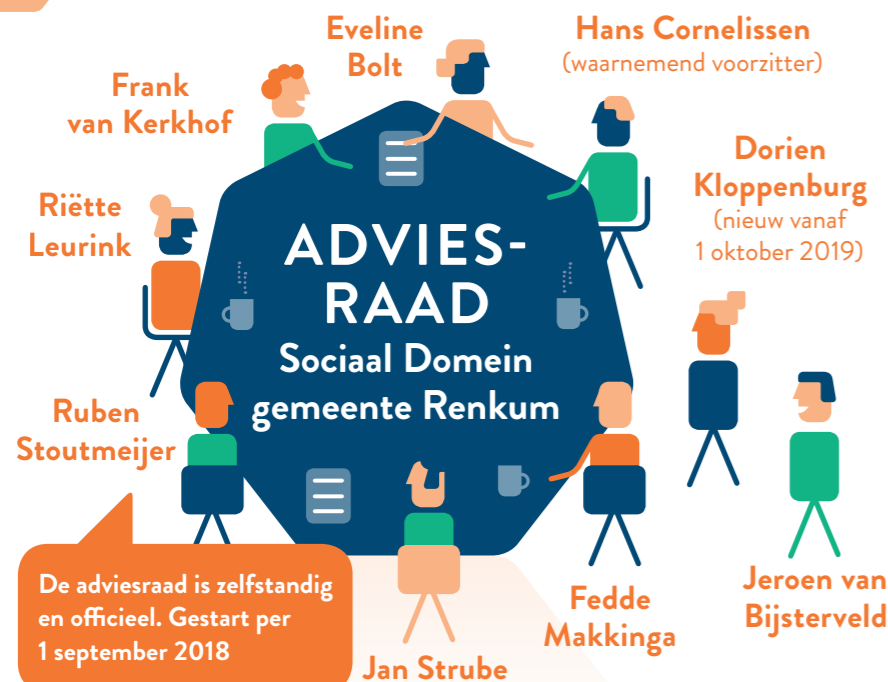 Eveline
Bolt
Hans Cornelissen
(waarnemend voorzitter)
Frank
van Kerkhof
Dorien
Kloppenburg
(nieuw vanaf
1 oktober 2019)
Riëtte
Leurink
ADVIES-
RAAD
Sociaal Domein
gemeente Renkum
Ruben
Stoutmeijer
De adviesraad is zelfstandig
en officieel. Gestart per
1 september 2018
Jan Strube
Fedde
Makkinga
Jeroen van
Bijsterveld